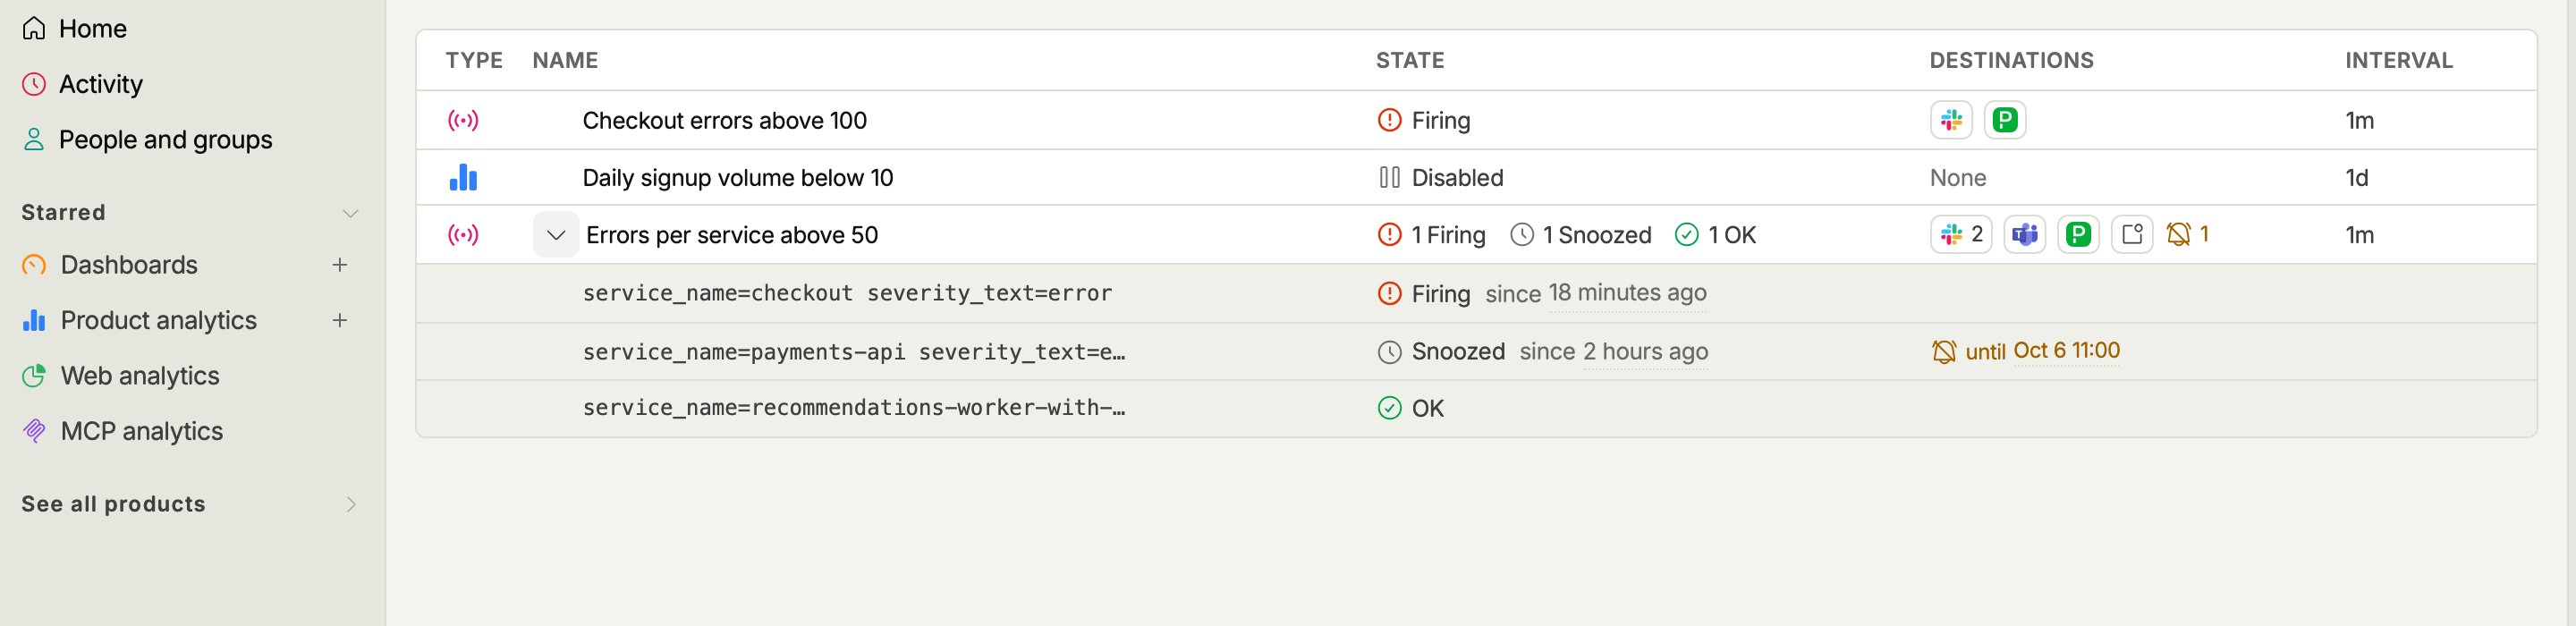 Home
Activity
People and groups
Starred
Dashboards
Product analytics
Web analytics
MCP analytics
See all products
TYPE NAME STATE DESTINATIONS INTERVAL
Checkout errors above 100 Firing P 1m
Daily signup volume below 10 Disabled None 1d
Errors per service above 50 1 Firing 1 Snoozed 1 OK 2 T P 1 1m
service_name=checkout severity_text=error Firing since 18 minutes ago
service_name=payments-api severity_text=e… Snoozed since 2 hours ago until Oct 6 11:00
service_name=recommendations-worker-with-… OK